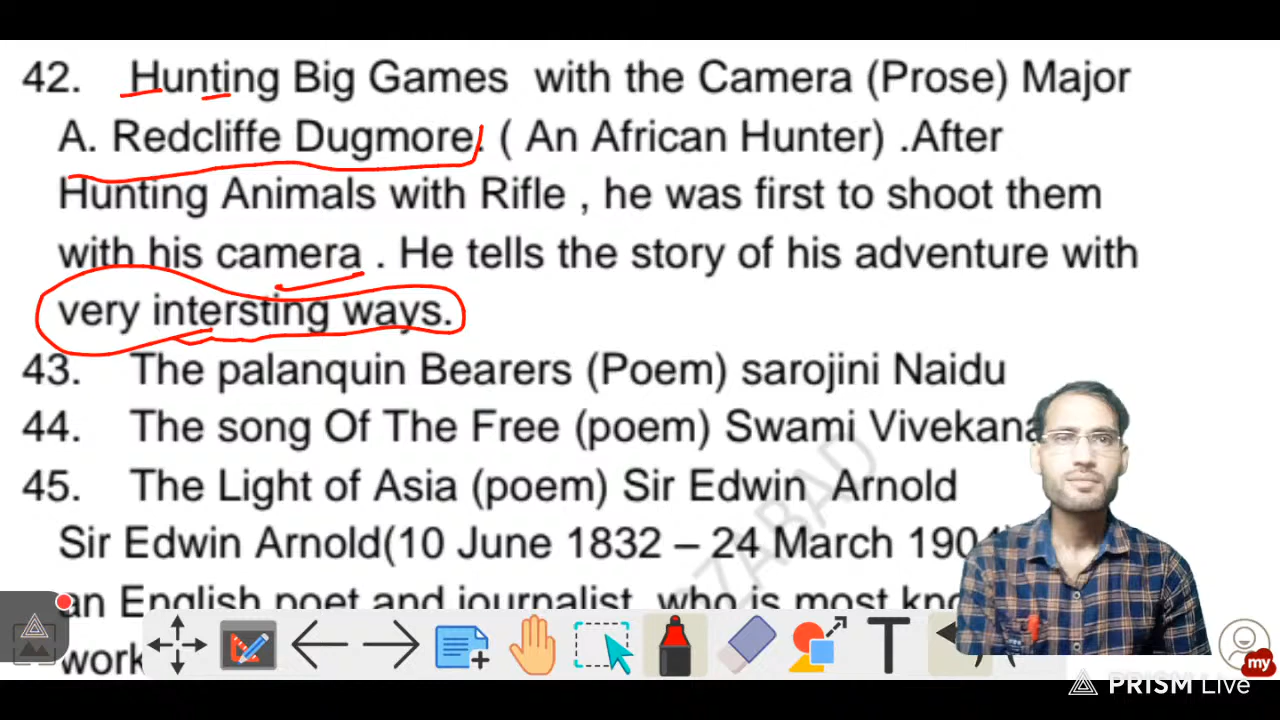 42. Hunting Big Games with the Camera (Prose) Major
A. Redcliffe Dugmore. ( An African Hunter) .After
Hunting Animals with Rifle , he was first to shoot them
with his camera . He tells the story of his adventure with
very intersting ways.
43. The palanquin Bearers (Poem) sarojini Naidu
44. The song Of The Free (poem) Swami
45. The Light of Asia (poem) Sir Edwin Arnold
Sir Edwin Arnold(10 June 1832 – 24 March
an English poet and journalist, who is most
work
T
my
PRISM Live